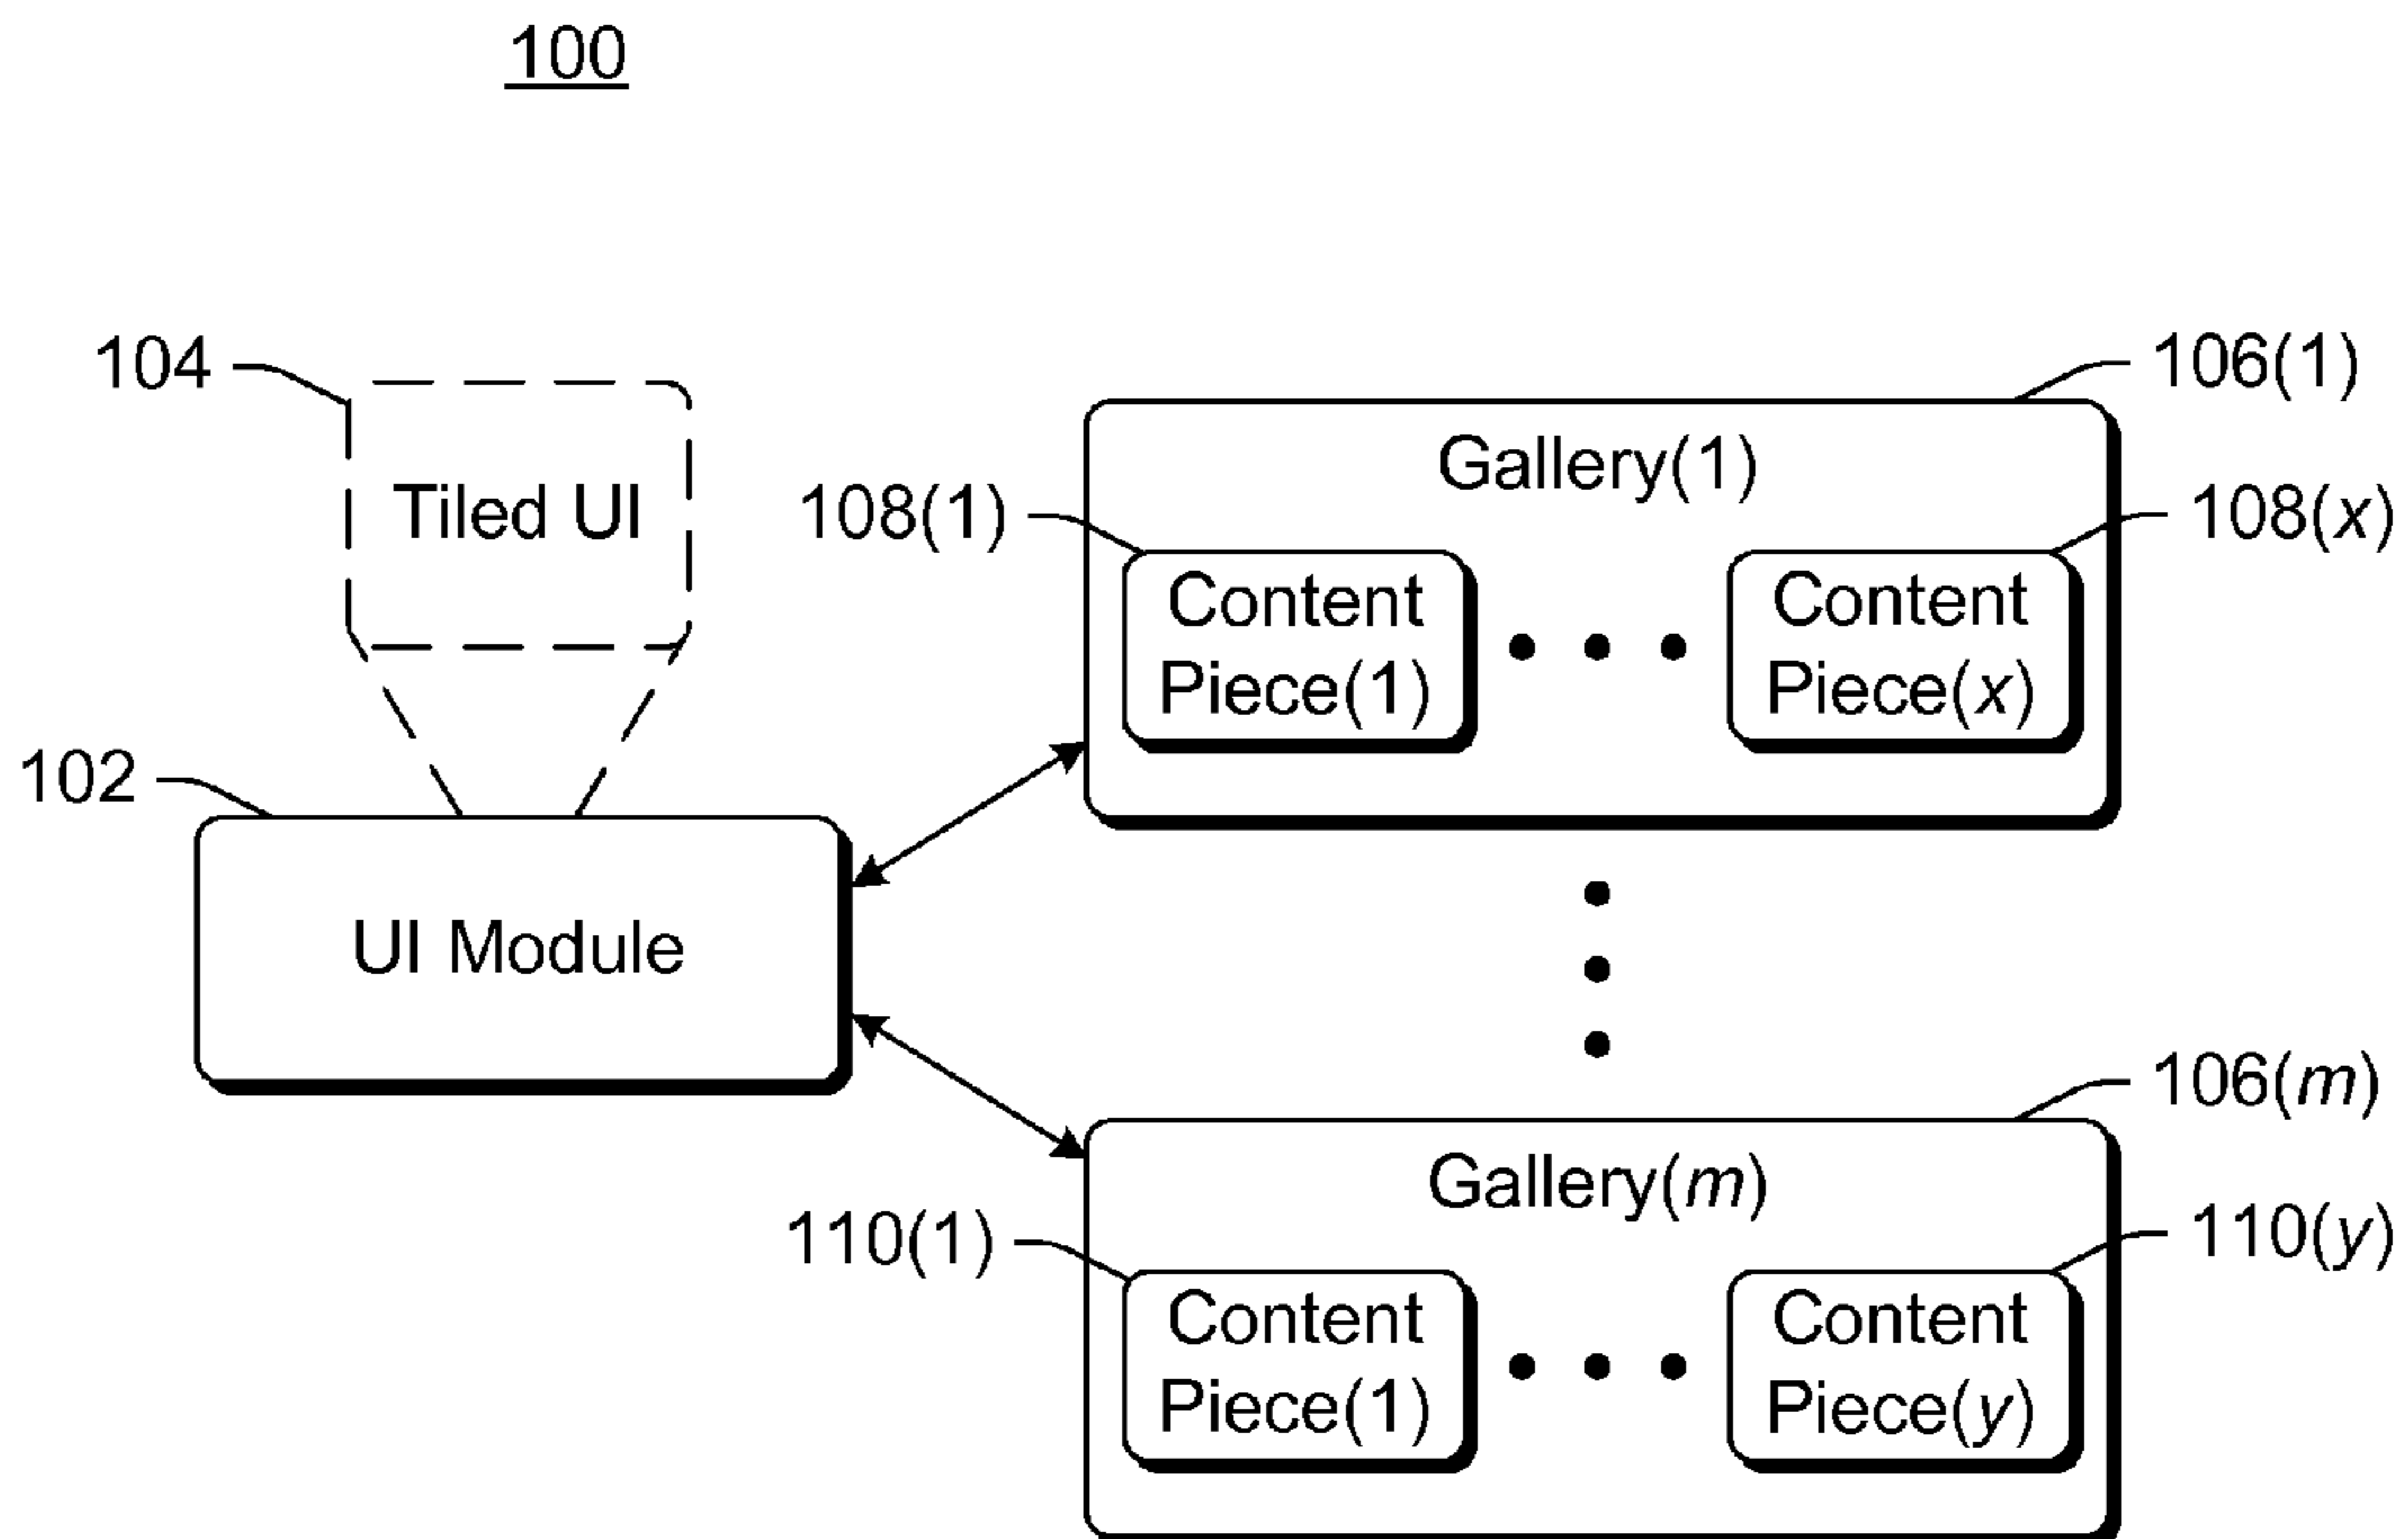 100
104
106(1)
Gallery(1)
Tiled UI
108(1)
108(x)
Content
Piece(1)
Content
Piece(x)
102
UI Module
106(m)
Gallery(m)
110(1)
110(y)
Content
Piece(1)
Content
Piece(y)